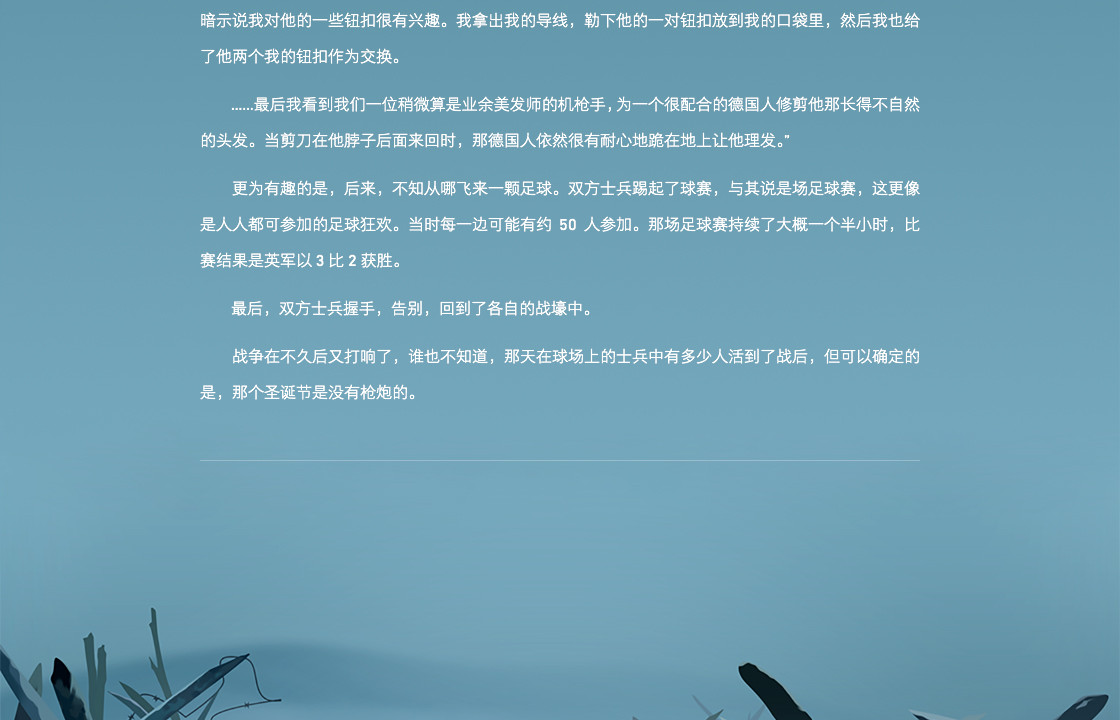 暗示说我对他的一些钮扣很有兴趣。我拿出我的导线，勒下他的一对钮扣放到我的口袋里，然后我也给
了他两个我的钮扣作为交换。
……最后我看到我们一位稍微算是业余美发师的机枪手，为一个很配合的德国人修剪他那长得不自然
的头发。当剪刀在他脖子后面来回时，那德国人依然很有耐心地跪在地上让他理发。"
更为有趣的是，后来，不知从哪飞来一颗足球。双方士兵踢起了球赛，与其说是场足球赛，这更像
是人人都可参加的足球狂欢。当时每一边可能有约 50 人参加。那场足球赛持续了大概一个半小时，比
赛结果是英军以 3 比 2 获胜。
最后，双方士兵握手，告别，回到了各自的战壕中。
战争在不久后又打响了，谁也不知道，那天在球场上的士兵中有多少人活到了战后，但可以确定的
是，那个圣诞节是没有枪炮的。